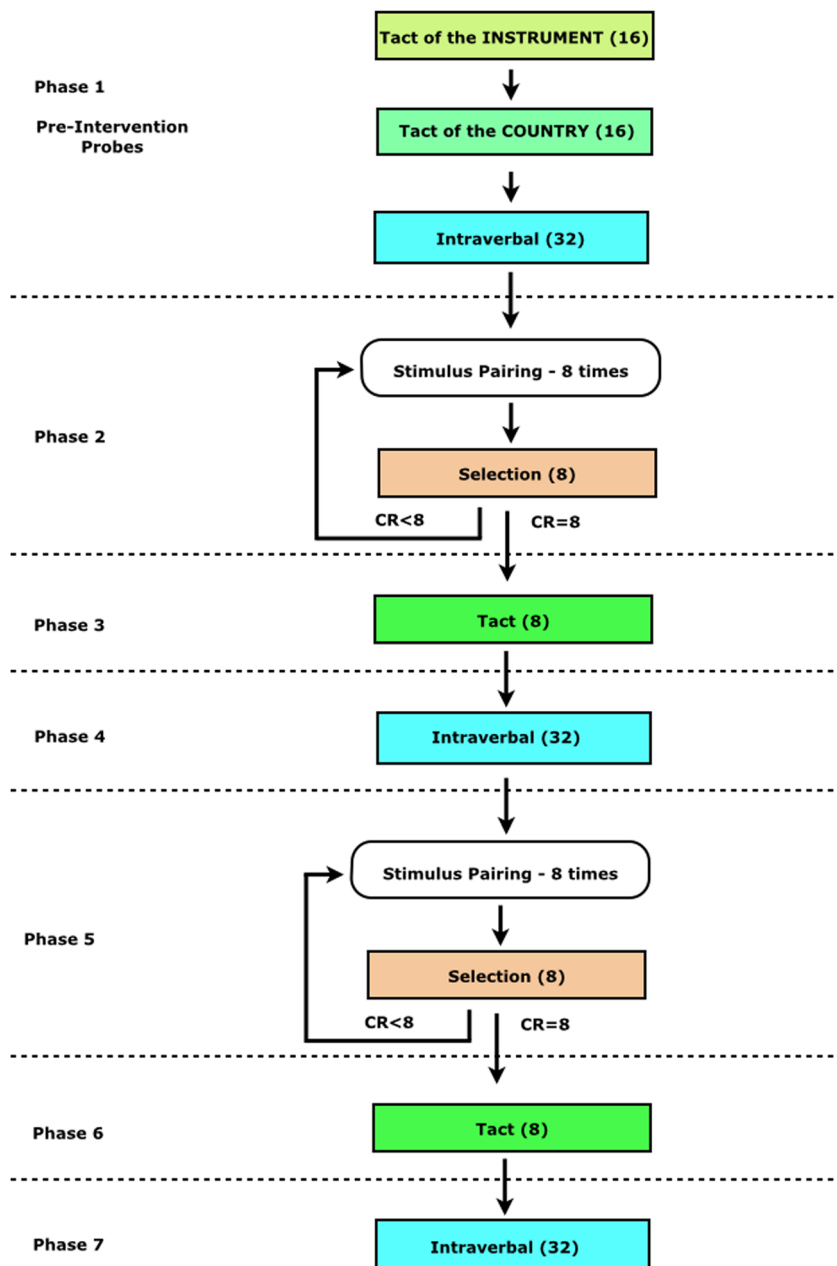 Tact of the INSTRUMENT (16)
Phase 1
Pre-Intervention
Probes
Tact of the COUNTRY (16)
Intraverbal (32)
Stimulus Pairing - 8 times
Phase 2
Selection (8)
CR<8
CR=8
Phase 3
Tact (8)
Phase 4
Intraverbal (32)
Stimulus Pairing - 8 times
Phase 5
Selection (8)
CR<8
CR=8
Phase 6
Tact (8)
Phase 7
Intraverbal (32)